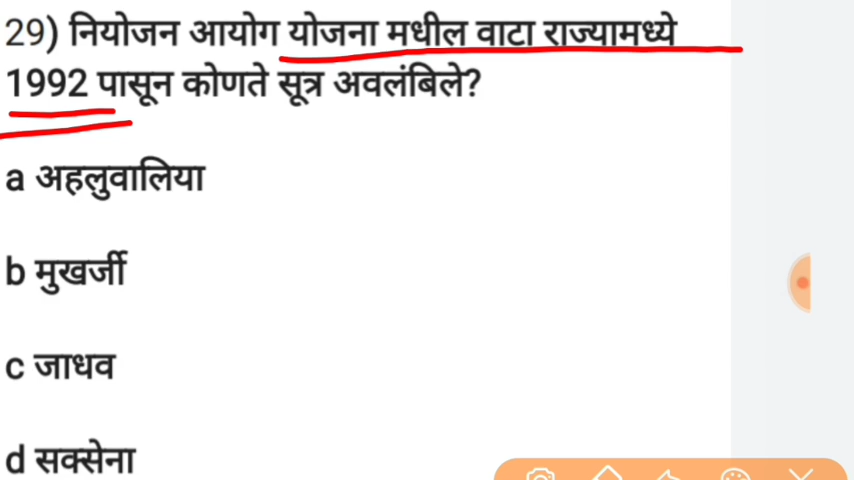 29) नियोजन आयोग योजना मधील वाटा राज्यामध्ये
1992 पासून कोणते सूत्र अवलंबिले?
a अहलुवालिया
b मुखर्जी
c जाधव
d सक्सेना